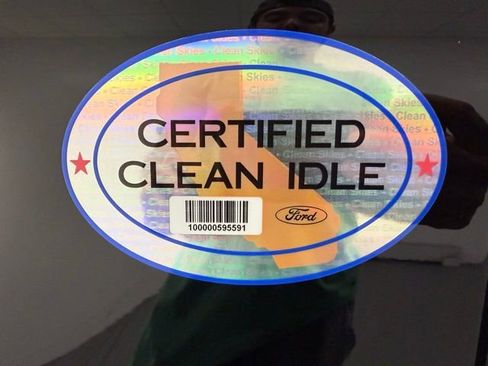 CERTIFIED
CLEAN IDLE
100000595591
Ford